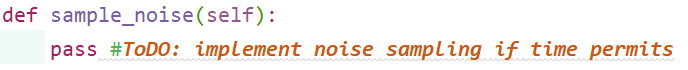 def sample_noise(self):
    pass #ToDO: implement noise sampling if time permits